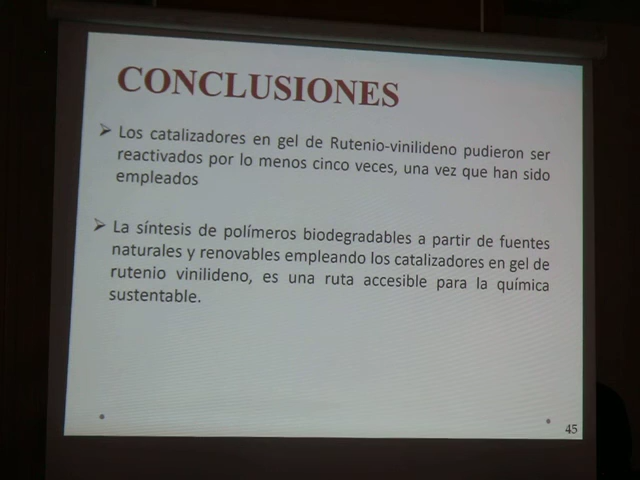 CONCLUSIONES
➤ Los catalizadores en gel de Rutenio-vinilideno pudieron ser
reactivados por lo menos cinco veces, una vez que han sido
empleados
➤ La síntesis de polímeros biodegradables a partir de fuentes
naturales y renovables empleando los catalizadores en gel de
rutenio vinilideno, es una ruta accesible para la química
sustentable.
45